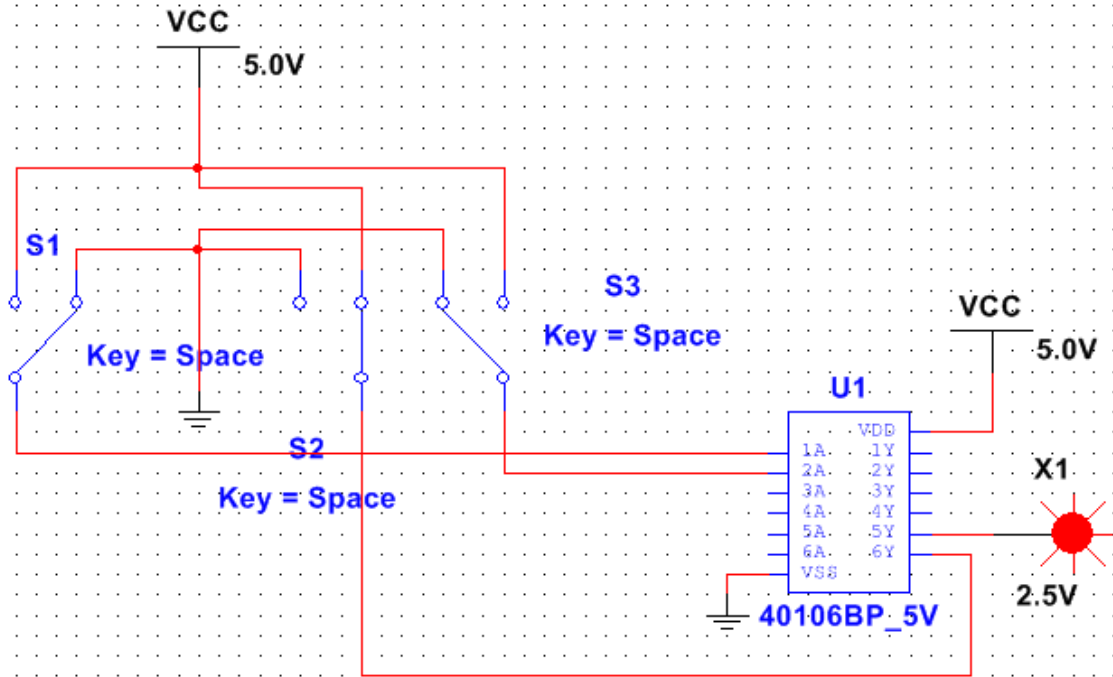 VCC
5.0V
S1
Key = Space
S3
Key = Space
S2
Key = Space
VCC
5.0V
U1
VDD
1A 1Y
2A 2Y
3A 3Y
4A 4Y
5A 5Y
6A 6Y
VSS
40106BP_5V
X1
2.5V